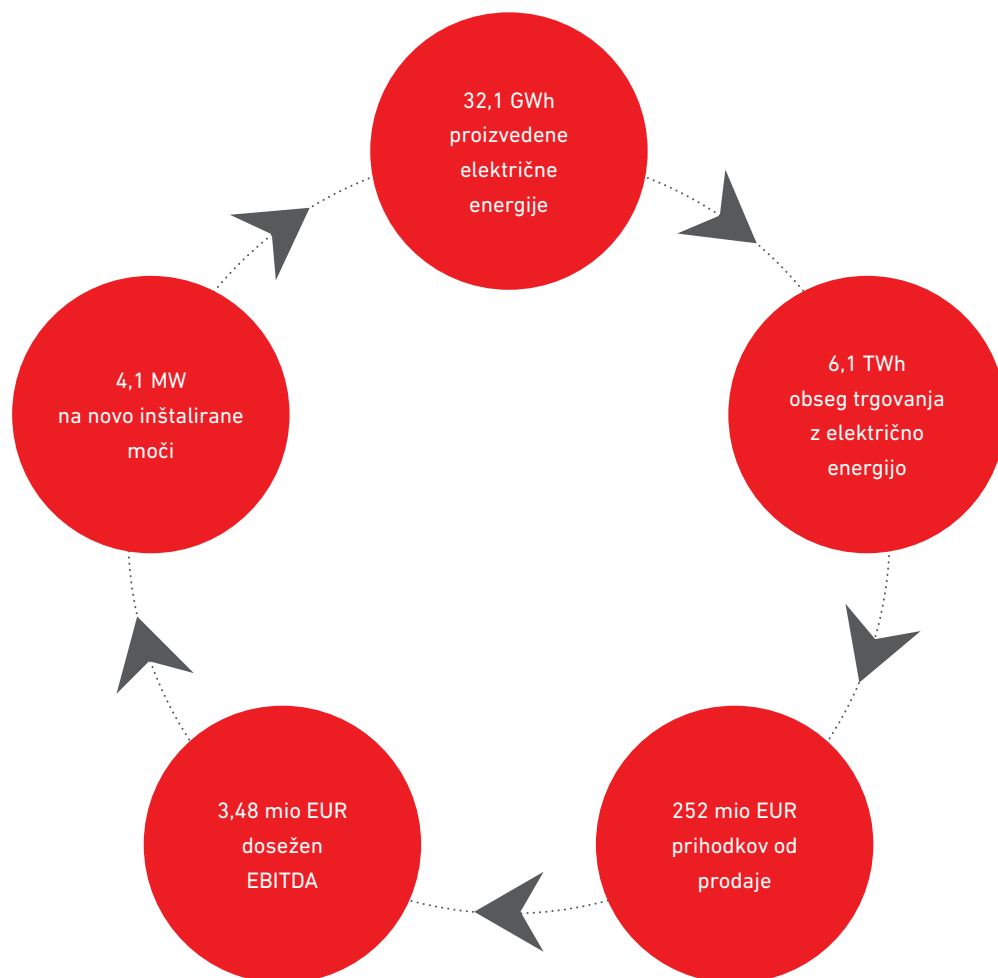 32,1 GWh
proizvedene
električne
energije
6,1 TWh
obseg trgovanja
z električno
energijo
252 mio EUR
prihodkov od
prodaje
3,48 mio EUR
dosežen
EBITDA
4,1 MW
na novo inštalirane
moči